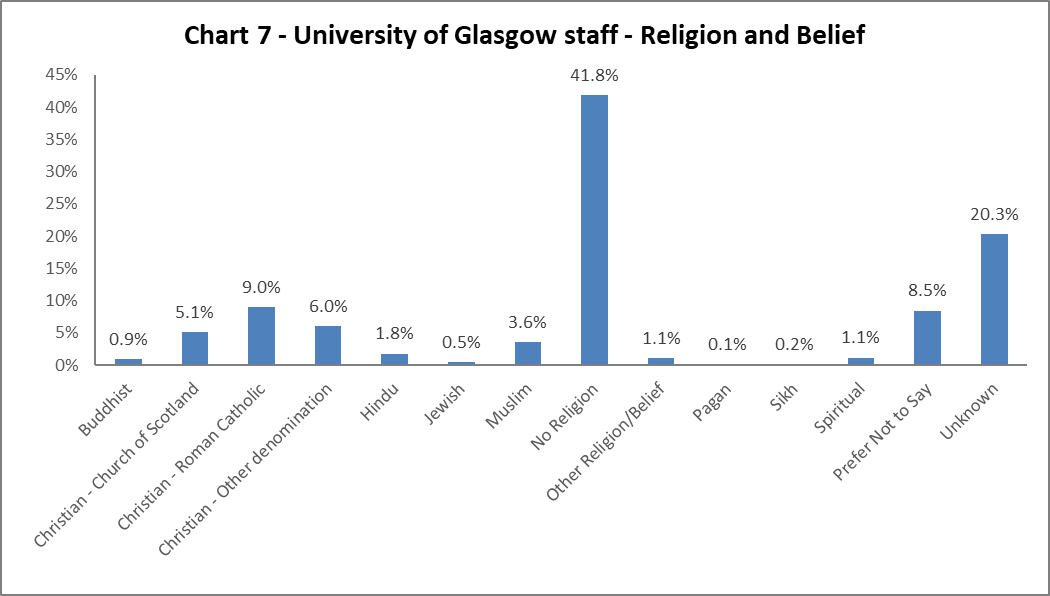 Chart 7 - University of Glasgow staff - Religion and Belief
45%
40%
35%
30%
25%
20%
15%
10%
5%
0%
0.9%
5.1%
9.0%
6.0%
1.8%
0.5%
3.6%
41.8%
1.1%
0.1%
0.2%
1.1%
8.5%
20.3%
Buddhist
Christian - Church of Scotland
Christian - Roman Catholic
Christian - Other denomination
Hindu
Jewish
Muslim
No Religion
Other Religion/Belief
Pagan
Sikh
Spiritual
Prefer Not to Say
Unknown